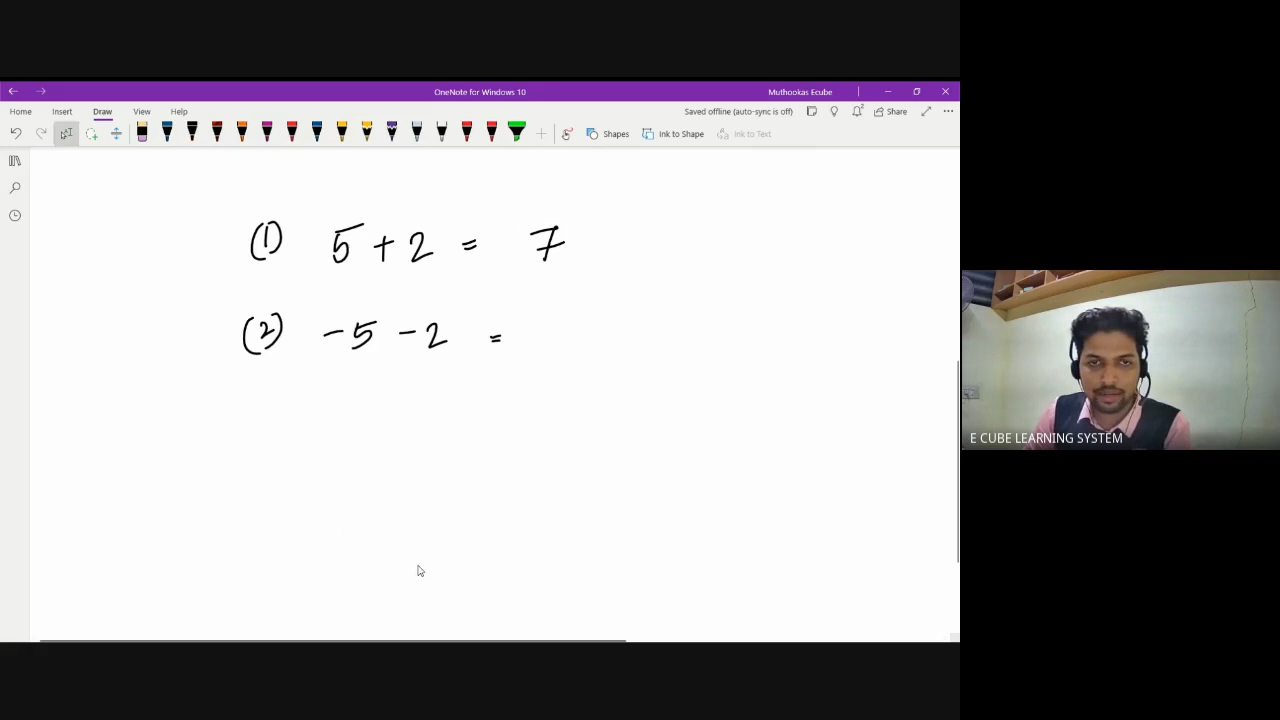 OneNote for Windows 10
Muthookas Ecube
Home Insert Draw View Help
Saved offline (auto-sync is off)
Share
Shapes
Ink to Shape
Ink to Text
(1) 5 + 2 = 7
(2) -5 -2 =
E CUBE LEARNING SYSTEM